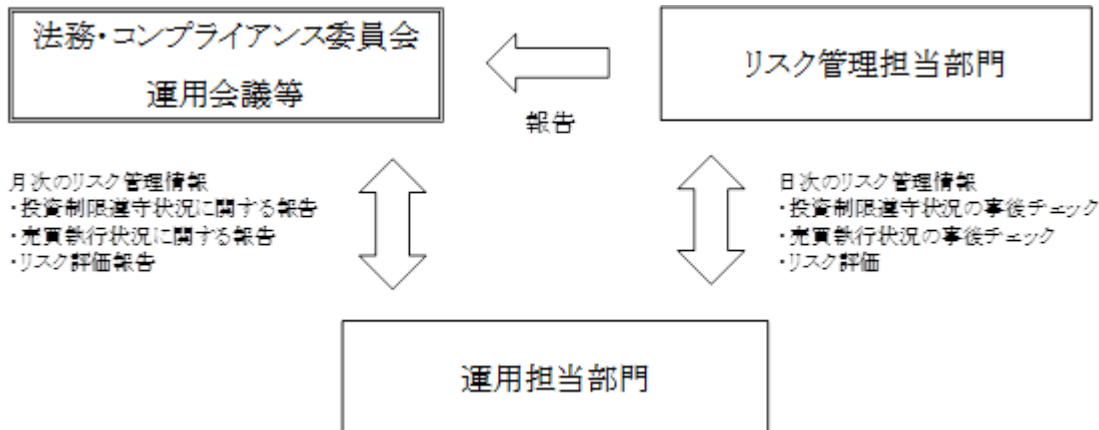 法務・コンプライアンス委員会
運用会議等
リスク管理担当部門
報告
月次のリスク管理情報
・投資制限遵守状況に関する報告
・売買執行状況に関する報告
・リスク評価報告
日次のリスク管理情報
・投資制限遵守状況の事後チェック
・売買執行状況の事後チェック
・リスク評価
運用担当部門